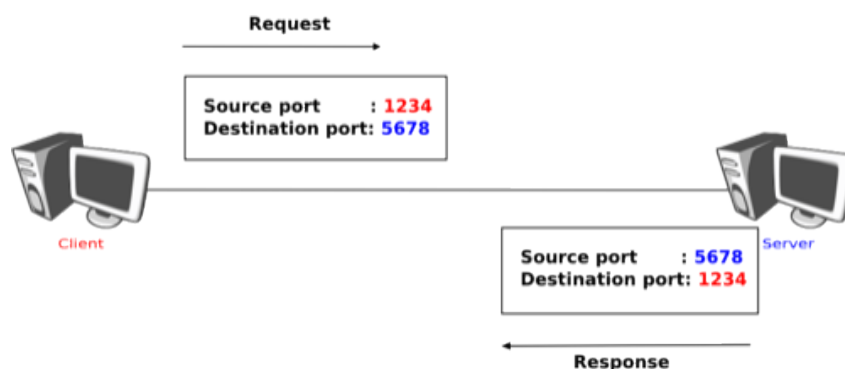 Request
Source port : 1234
Destination port: 5678
Client
Server
Source port : 5678
Destination port: 1234
Response